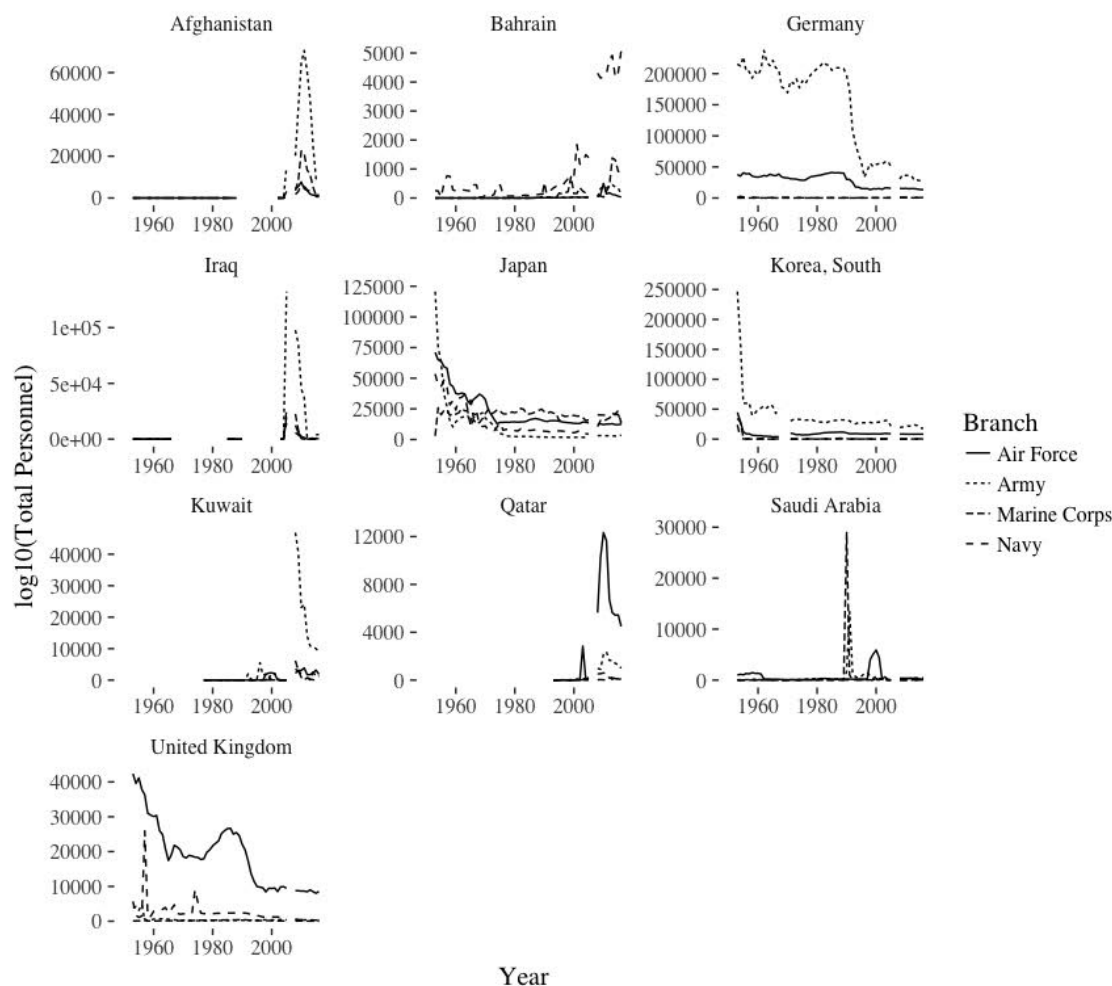 Afghanistan Bahrain Germany
60000
40000
20000
0
1960 1980 2000
5000
4000
3000
2000
1000
0
1960 1980 2000
200000
150000
100000
50000
0
1960 1980 2000
Iraq Japan Korea, South
1e+05
5e+04
0e+00
1960 1980 2000
125000
100000
75000
50000
25000
0
1960 1980 2000
250000
200000
150000
100000
50000
0
1960 1980 2000
Kuwait Qatar Saudi Arabia
40000
30000
20000
10000
0
1960 1980 2000
12000
8000
4000
0
1960 1980 2000
30000
20000
10000
0
1960 1980 2000
United Kingdom
40000
30000
20000
10000
0
1960 1980 2000
log10(Total Personnel)
Year
Branch
Air Force
Army
Marine Corps
Navy